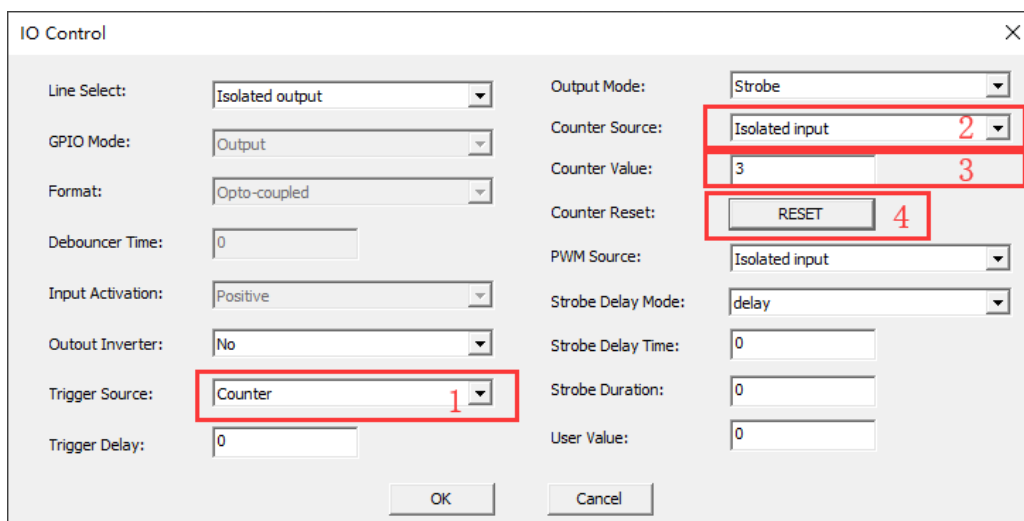 IO Control
Line Select: Isolated output
GPIO Mode: Output
Format: Opto-coupled
Debouncer Time: 0
Input Activation: Positive
Outout Inverter: No
Trigger Source: Counter 1
Trigger Delay: 0
Output Mode: Strobe
Counter Source: Isolated input 2
Counter Value: 3 3
Counter Reset: RESET 4
PWM Source: Isolated input
Strobe Delay Mode: delay
Strobe Delay Time: 0
Strobe Duration: 0
User Value: 0
OK Cancel